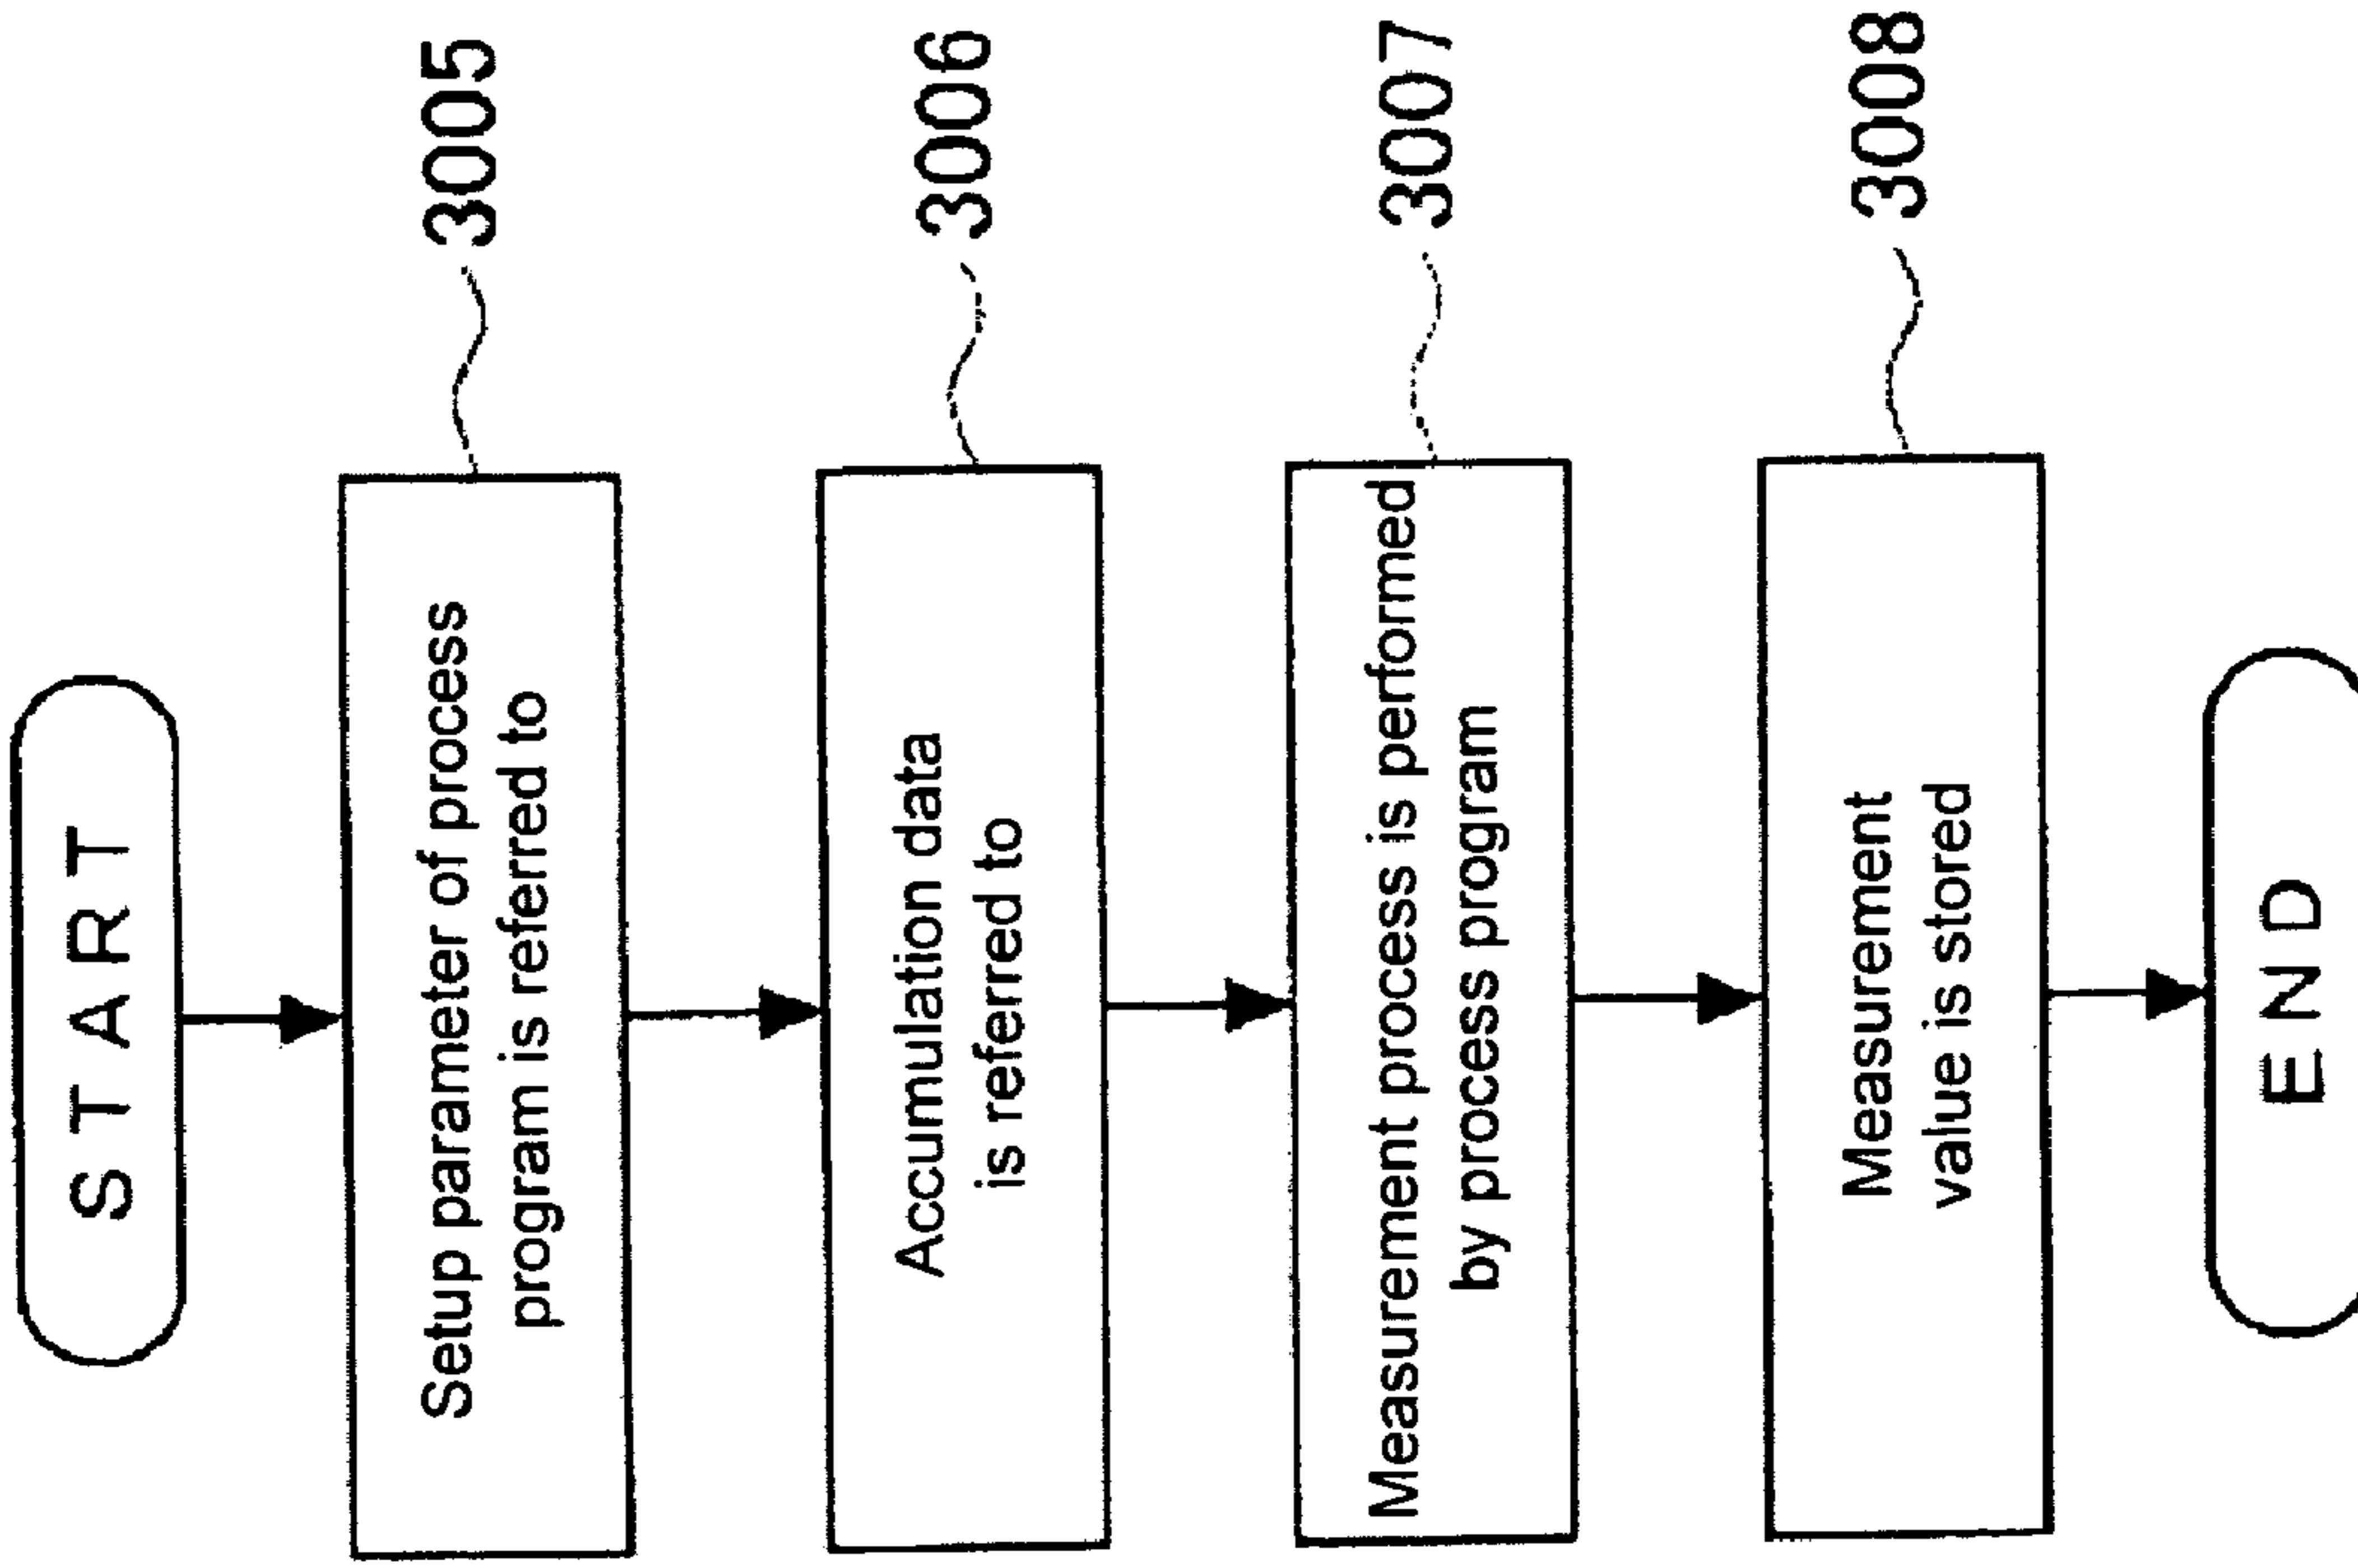 START
Setup parameter of process
program is referred to
3005
Accumulation data
is referred to
3006
Measurement process is performed
by process program
3007
Measurement
value is stored
3008
END